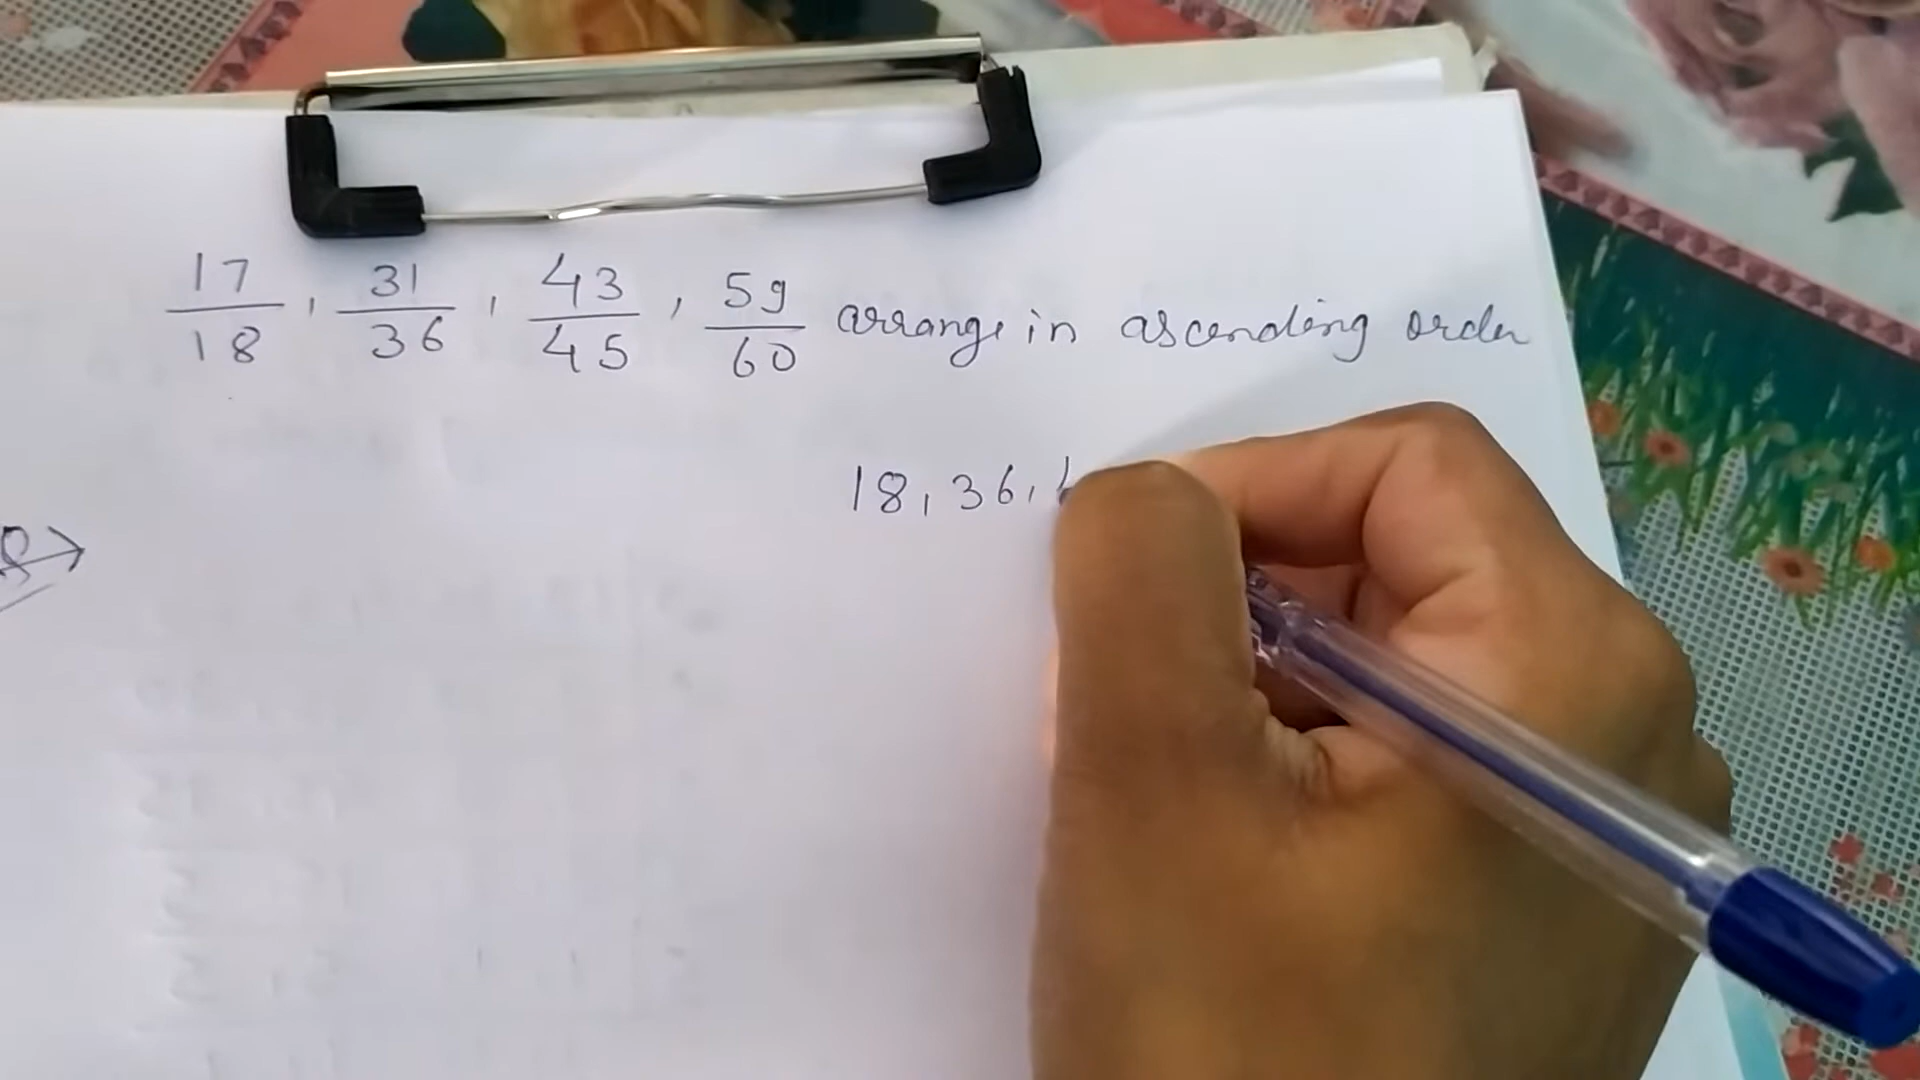 17/18 , 31/36 , 43/45 , 59/60 arrange in ascending order
18, 36,